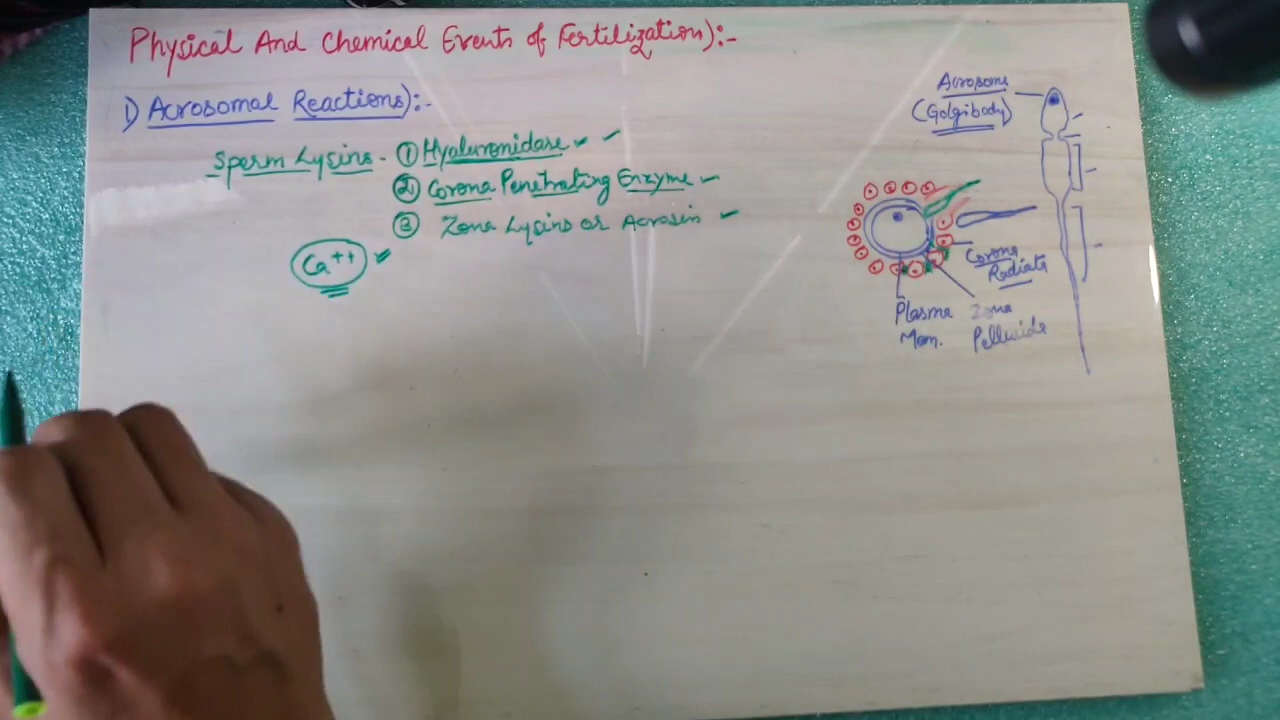 Physical And Chemical Events of Fertilization):-
1) Acrosomal Reactions):-
Sperm Lysins - ① Hyaluronidase
② Corona Penetrating Enzyme
③ Zona Lysins or Acrosin
Ca++
Acrosome
(Golgibody)
Corona
Radiata
Plasma
Mem.
Zona
Pellucida